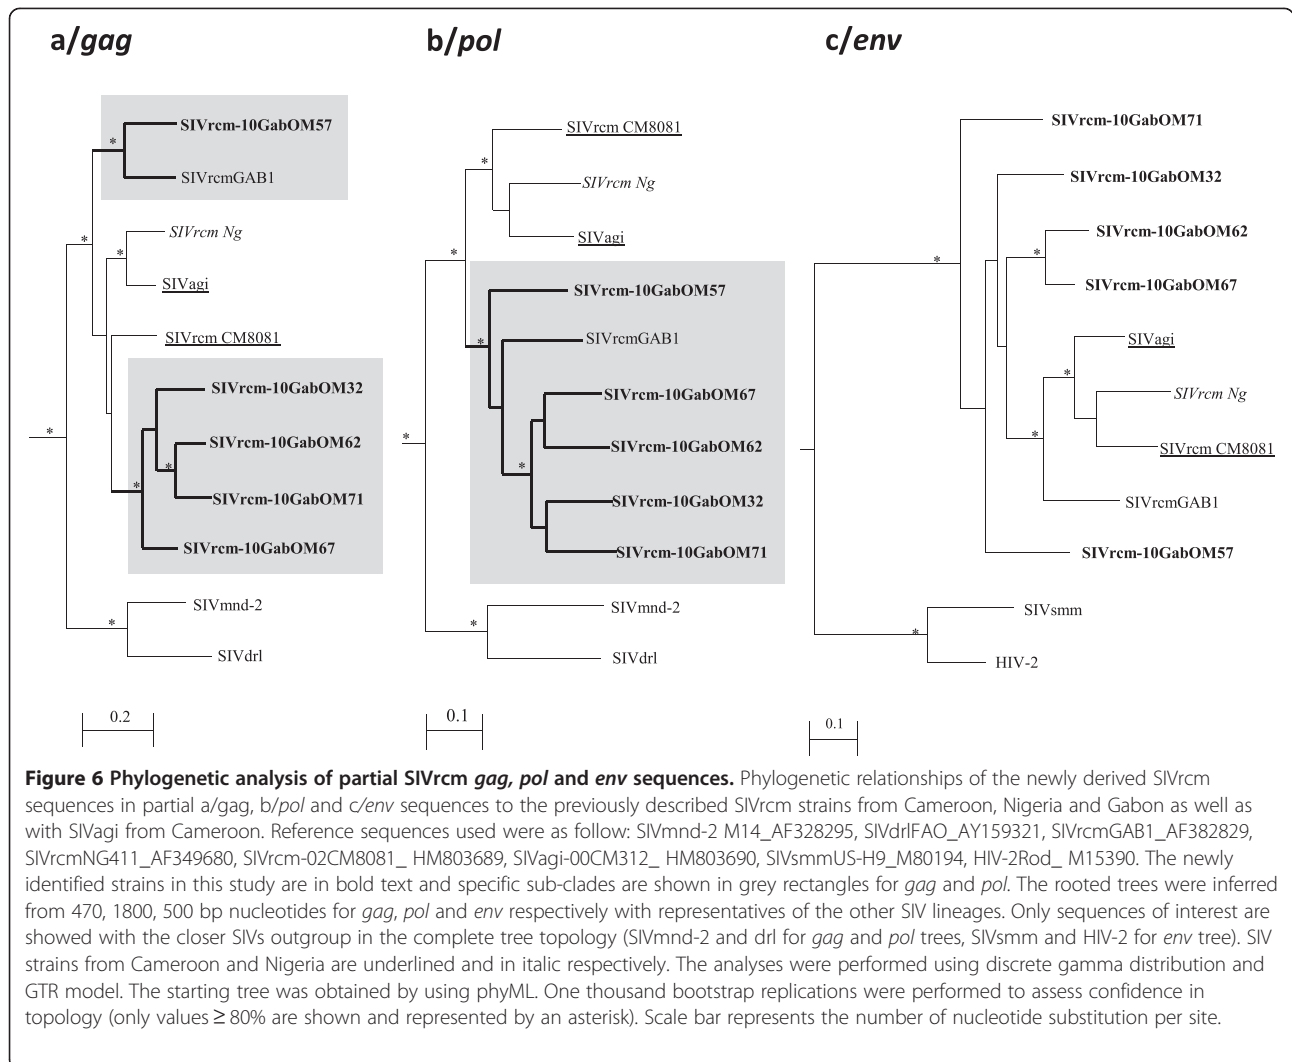 a/gag
b/pol
c/env
SIVrcm-10GabOM57
SIVrcmGAB1
SIVrcm Ng
SIVagi
SIVrcm CM8081
SIVrcm-10GabOM32
SIVrcm-10GabOM62
SIVrcm-10GabOM71
SIVrcm-10GabOM67
SIVmnd-2
SIVdrl
0.2
SIVrcm CM8081
SIVrcm Ng
SIVagi
SIVrcm-10GabOM57
SIVrcmGAB1
SIVrcm-10GabOM67
SIVrcm-10GabOM62
SIVrcm-10GabOM32
SIVrcm-10GabOM71
SIVmnd-2
SIVdrl
0.1
SIVrcm-10GabOM71
SIVrcm-10GabOM32
SIVrcm-10GabOM62
SIVrcm-10GabOM67
SIVagi
SIVrcm Ng
SIVrcm CM8081
SIVrcmGAB1
SIVrcm-10GabOM57
SIVsmm
HIV-2
0.1
Figure 6 Phylogenetic analysis of partial SIVrcm gag, pol and env sequences. Phylogenetic relationships of the newly derived SIVrcm
sequences in partial a/gag, b/pol and c/env sequences to the previously described SIVrcm strains from Cameroon, Nigeria and Gabon as well as
with SIVagi from Cameroon. Reference sequences used were as follow: SIVmnd-2 M14_AF328295, SIVdrlFAO_AY159321, SIVrcmGAB1_AF382829,
SIVrcmNG411_AF349680, SIVrcm-02CM8081_ HM803689, SIVagi-00CM312_ HM803690, SIVsmmUS-H9_M80194, HIV-2Rod_ M15390. The newly
identified strains in this study are in bold text and specific sub-clades are shown in grey rectangles for gag and pol. The rooted trees were inferred
from 470, 1800, 500 bp nucleotides for gag, pol and env respectively with representatives of the other SIV lineages. Only sequences of interest are
showed with the closer SIVs outgroup in the complete tree topology (SIVmnd-2 and drl for gag and pol trees, SIVsmm and HIV-2 for env tree). SIV
strains from Cameroon and Nigeria are underlined and in italic respectively. The analyses were performed using discrete gamma distribution and
GTR model. The starting tree was obtained by using phyML. One thousand bootstrap replications were performed to assess confidence in
topology (only values ≥ 80% are shown and represented by an asterisk). Scale bar represents the number of nucleotide substitution per site.